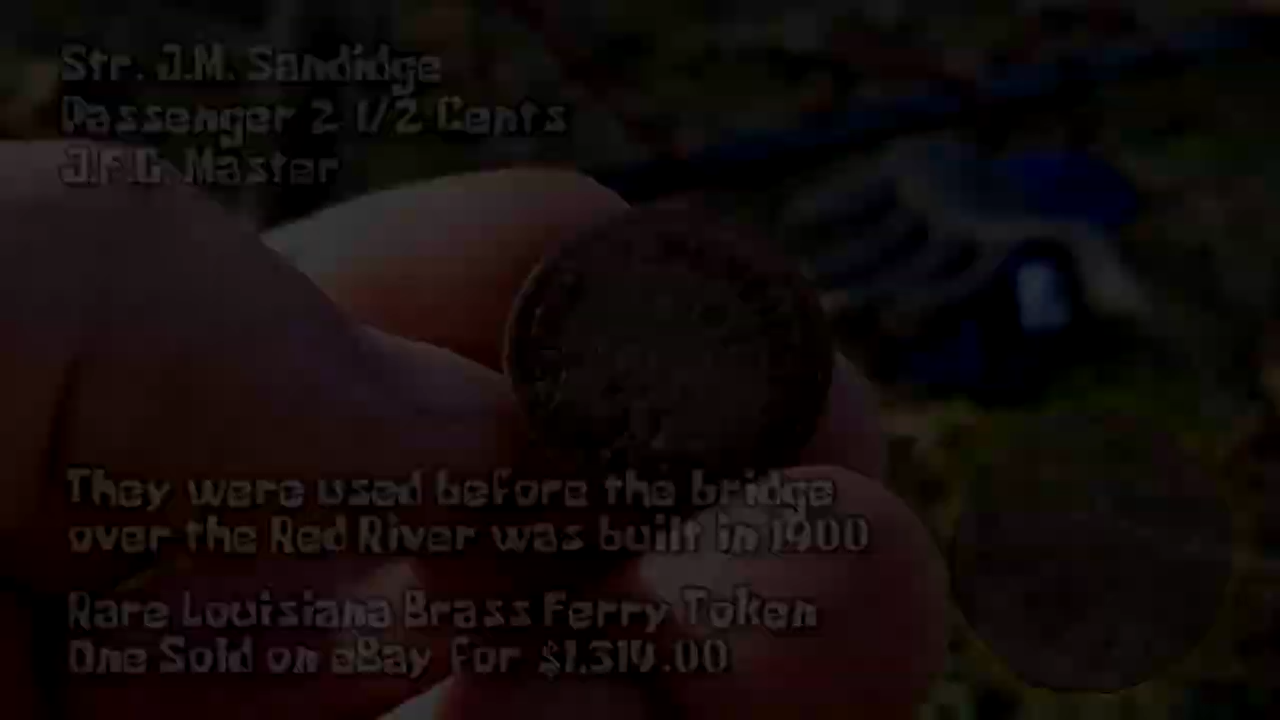 Str. J.M. Sandidge
Passenger 2 1/2 Cents
J.F.C. Master
They were used before the bridge
over the Red River was built in 1900
Rare Louisiana Brass Ferry Token
One Sold on eBay for $1,314.00